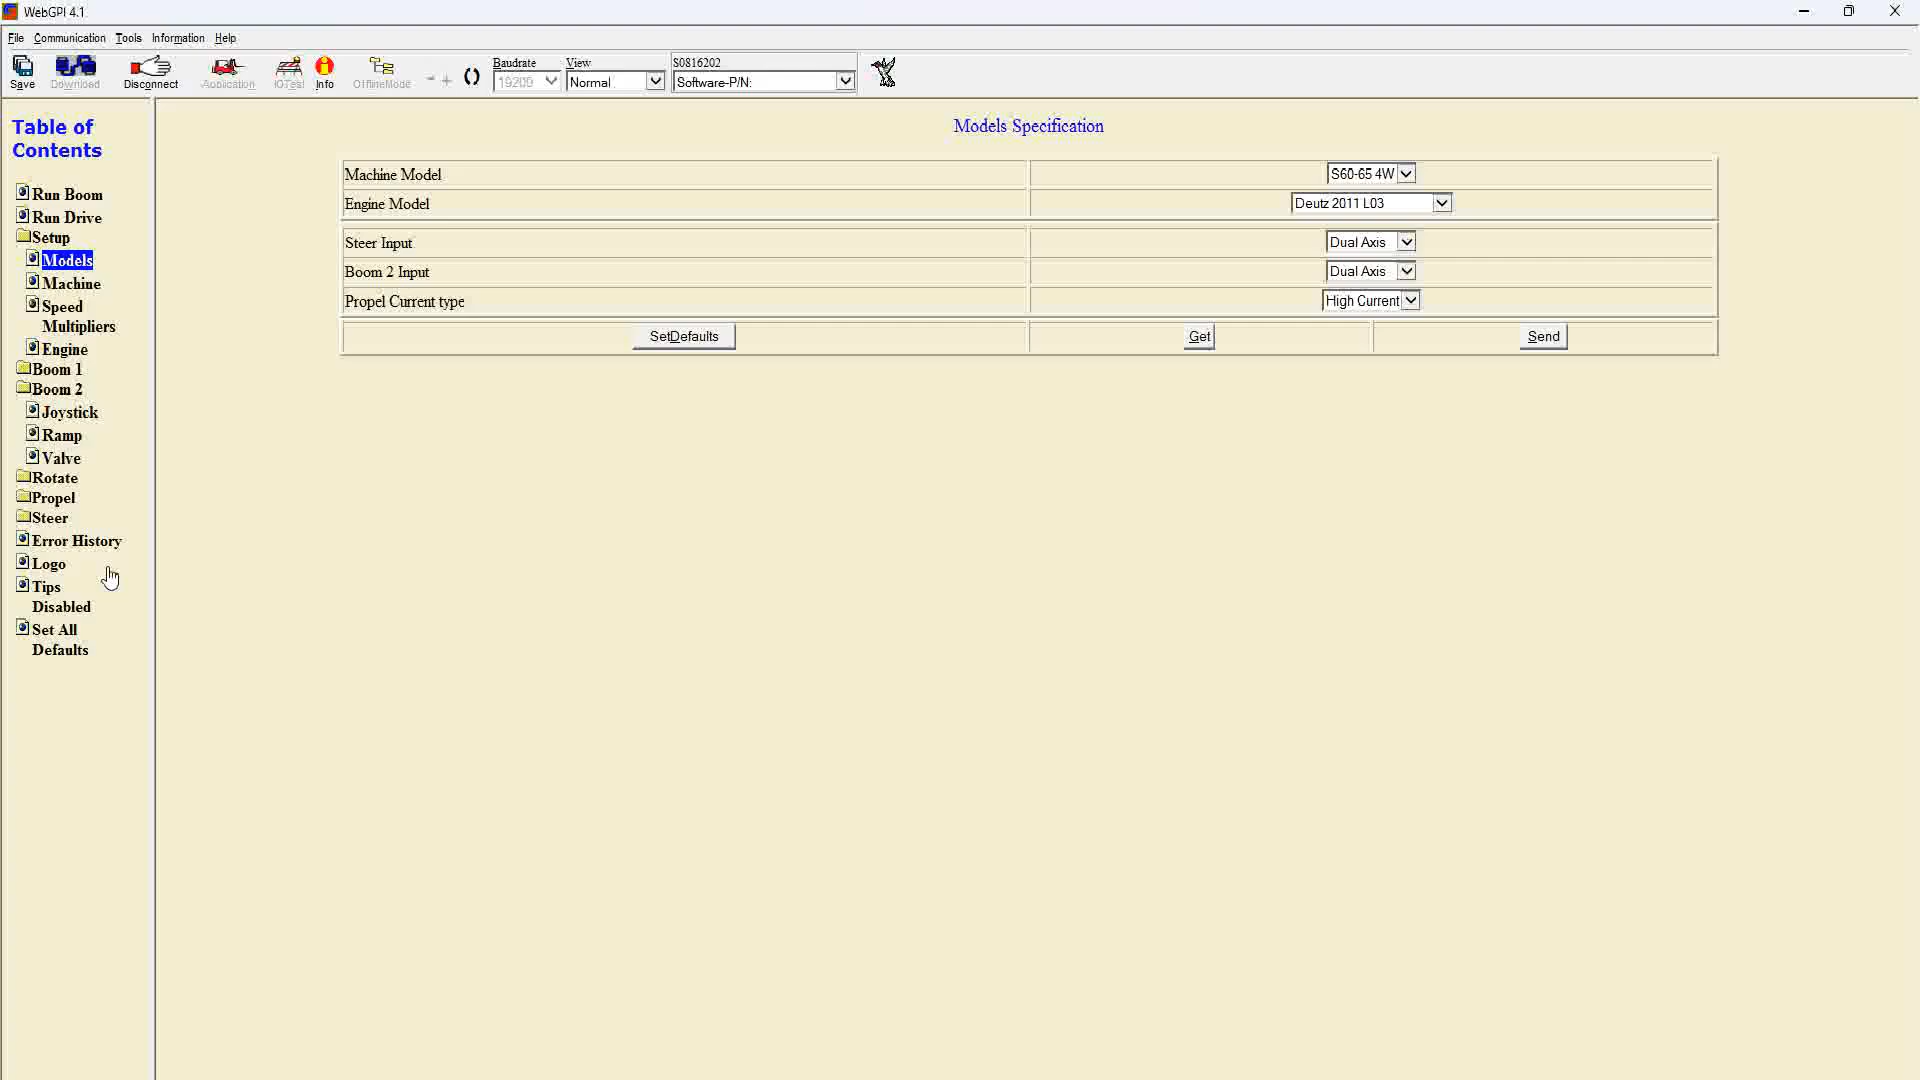 WebGPI 4.1
File Communication Tools Information Help
Save Download Disconnect Application IOTest Info OfflineMode
Baudrate View S0816202
19200 Normal Software-P/N:
Table of
Contents
Run Boom
Run Drive
Setup
Models
Machine
Speed
Multipliers
Engine
Boom 1
Boom 2
Joystick
Ramp
Valve
Rotate
Propel
Steer
Error History
Logo
Tips
Disabled
Set All
Defaults
Models Specification
Machine Model S60-65 4W
Engine Model Deutz 2011 L03
Steer Input Dual Axis
Boom 2 Input Dual Axis
Propel Current type High Current
SetDefaults Get Send